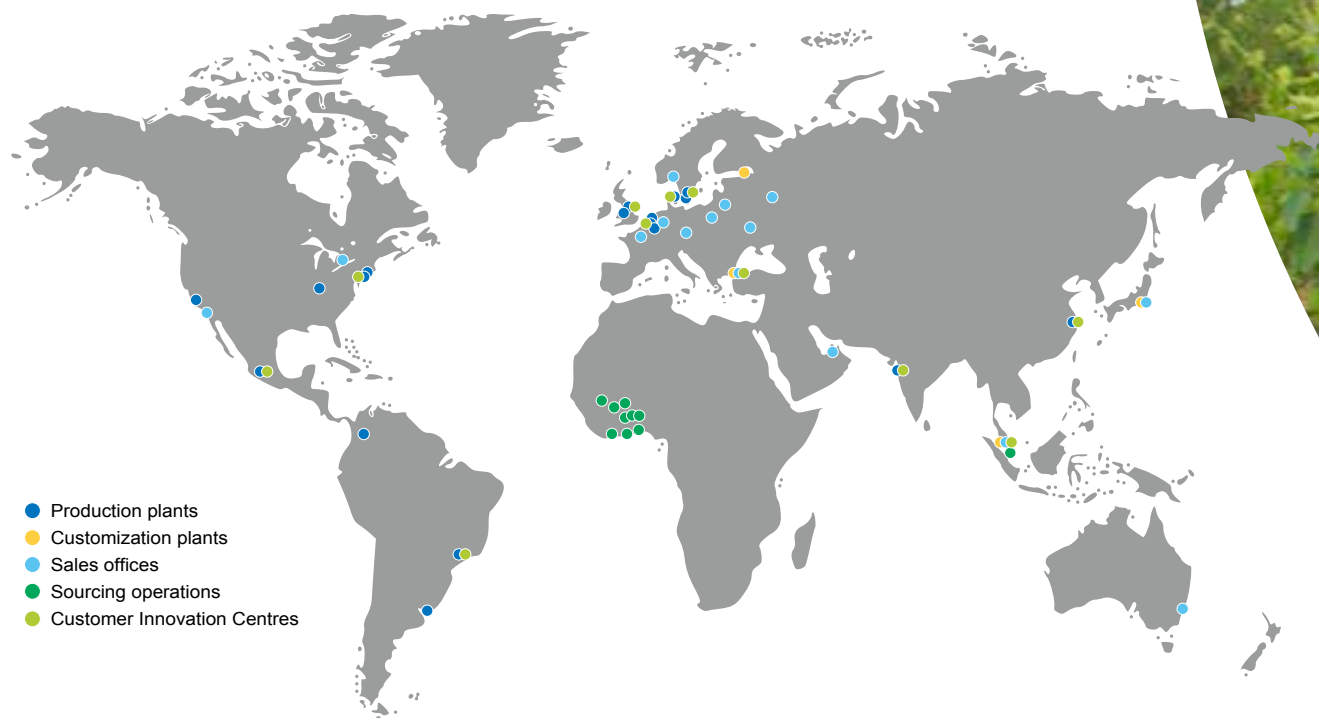 Production plants
Customization plants
Sales offices
Sourcing operations
Customer Innovation Centres